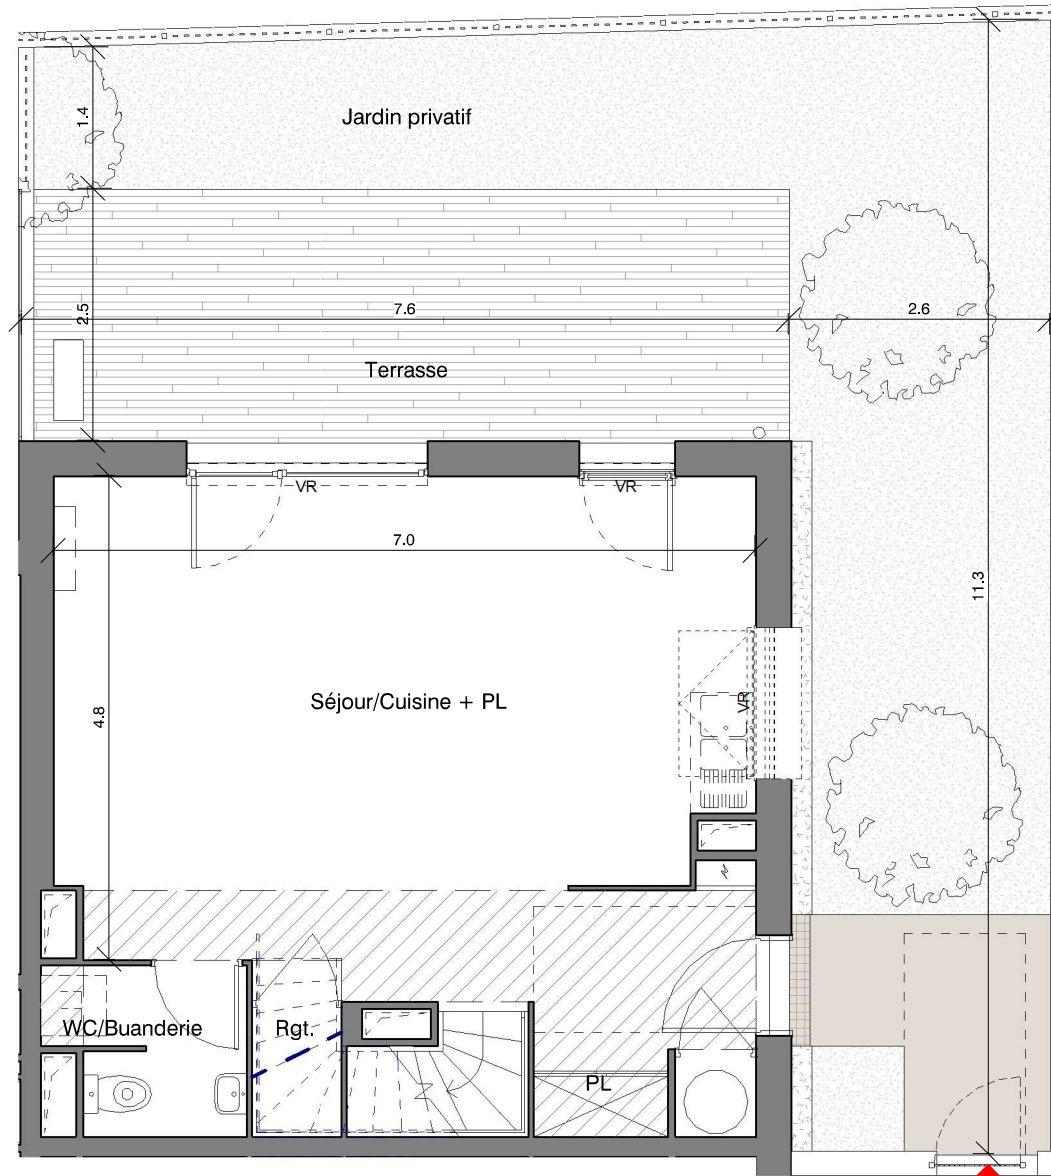 Jardin privatif
1.4
2.5
7.6
2.6
Terrasse
VR
VR
7.0
11.3
4.8
Séjour/Cuisine + PL
VR
WC/Buanderie
Rgt.
PL